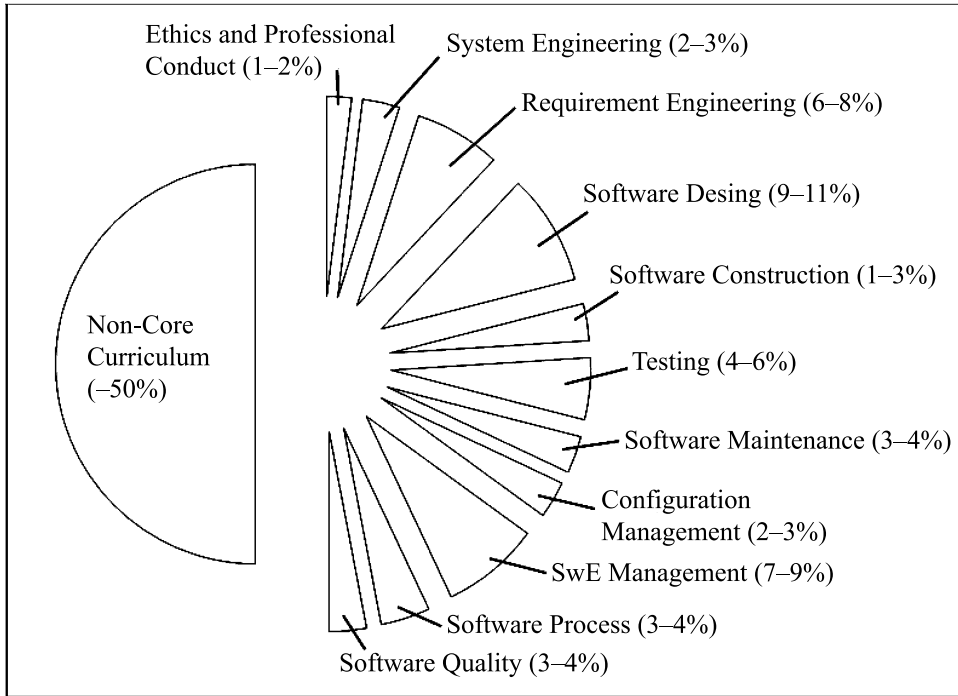 Ethics and Professional
Conduct (1–2%)
System Engineering (2–3%)
Requirement Engineering (6–8%)
Software Desing (9–11%)
Software Construction (1–3%)
Non-Core
Curriculum
(–50%)
Testing (4–6%)
Software Maintenance (3–4%)
Configuration
Management (2–3%)
SwE Management (7–9%)
Software Process (3–4%)
Software Quality (3–4%)